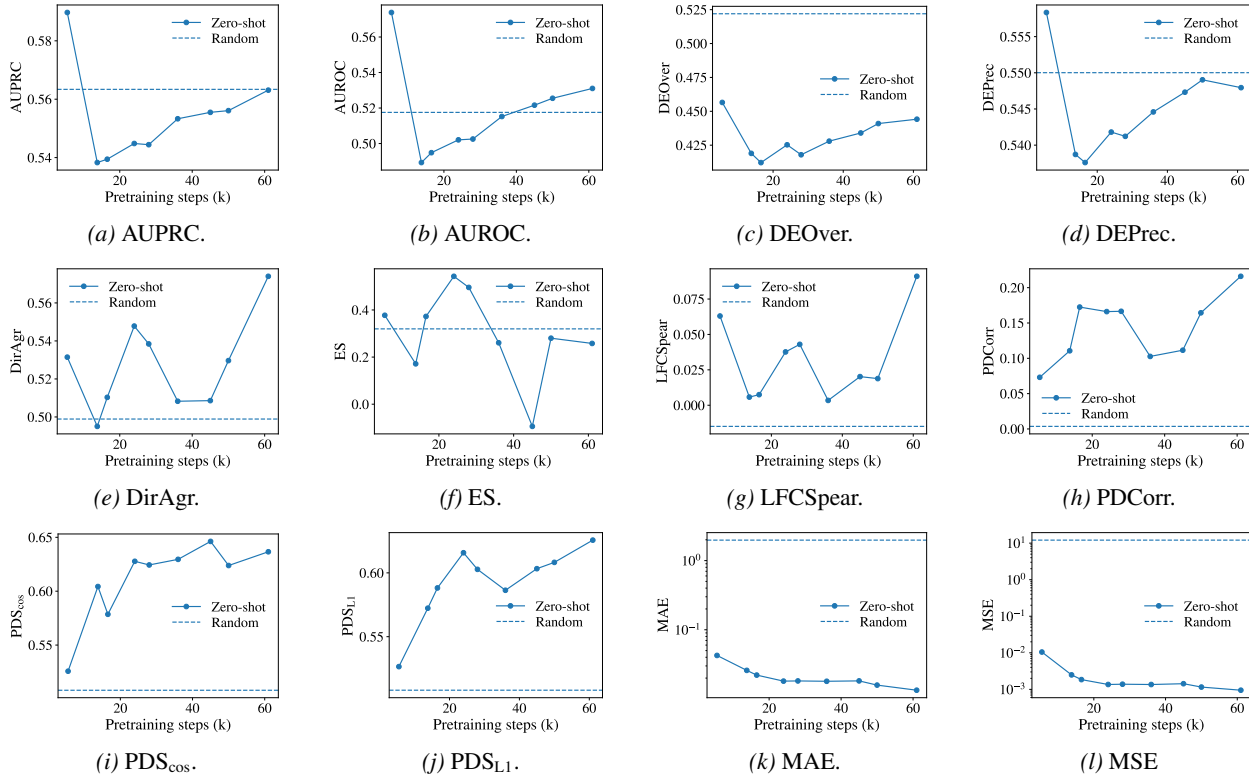 AUPRC
0.59
0.58
0.56
0.54
20
40
60
Pretraining steps (k)
Zero-shot
Random
(a) AUPRC.
AUROC
0.56
0.54
0.52
0.50
20
40
60
Pretraining steps (k)
Zero-shot
Random
(b) AUROC.
DEOver
0.525
0.500
0.475
0.450
0.425
20
40
60
Pretraining steps (k)
Zero-shot
Random
(c) DEOver.
DEPrec
0.555
0.550
0.545
0.540
20
40
60
Pretraining steps (k)
Zero-shot
Random
(d) DEPrec.
DirAgr
0.56
0.54
0.52
0.50
20
40
60
Pretraining steps (k)
Zero-shot
Random
(e) DirAgr.
ES
0.4
0.2
0.0
20
40
60
Pretraining steps (k)
Zero-shot
Random
(f) ES.
LFCSpear
0.075
0.050
0.025
0.000
20
40
60
Pretraining steps (k)
Zero-shot
Random
(g) LFCSpear.
PDCorr
0.20
0.15
0.10
0.05
0.00
20
40
60
Pretraining steps (k)
Zero-shot
Random
(h) PDCorr.
PDScos
0.65
0.60
0.55
20
40
60
Pretraining steps (k)
Zero-shot
Random
(i) PDScos.
PDSL1
0.60
0.55
0
20
40
60
Pretraining steps (k)
Zero-shot
Random
(j) PDSL1.
MAE
10⁰
10⁻¹
0
20
40
60
Pretraining steps (k)
Zero-shot
Random
(k) MAE.
MSE
10¹
10⁰
10⁻¹
10⁻²
10⁻³
0
20
40
60
Pretraining steps (k)
Zero-shot
Random
(l) MSE